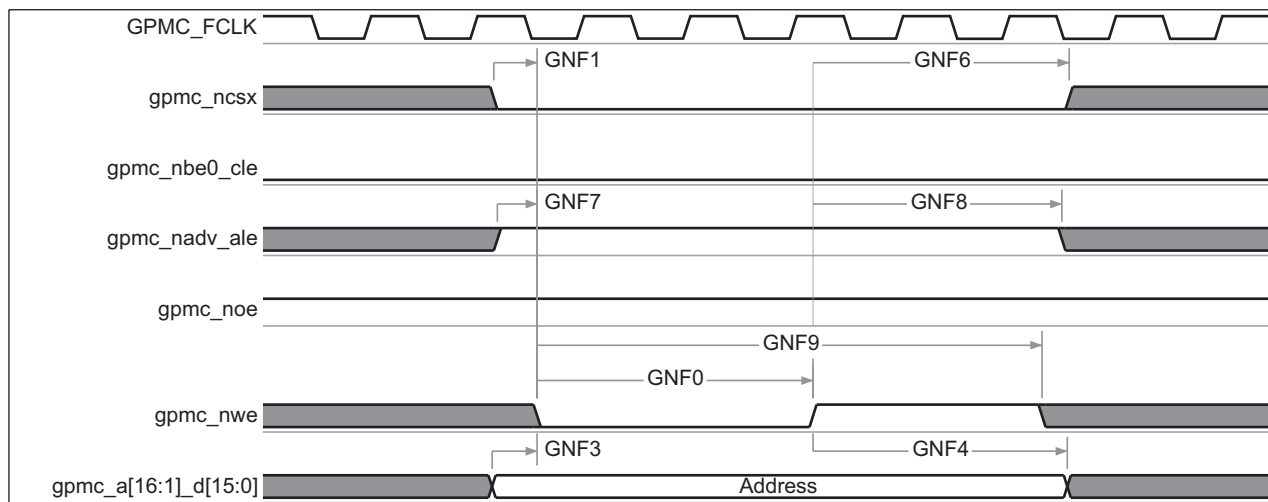 GPMC_FCLK
GNF1
GNF6
gpmc_ncsx
gpmc_nbe0_cle
GNF7
GNF8
gpmc_nadv_ale
gpmc_noe
GNF9
GNF0
gpmc_nwe
GNF3
GNF4
gpmc_a[16:1]_d[15:0]
Address